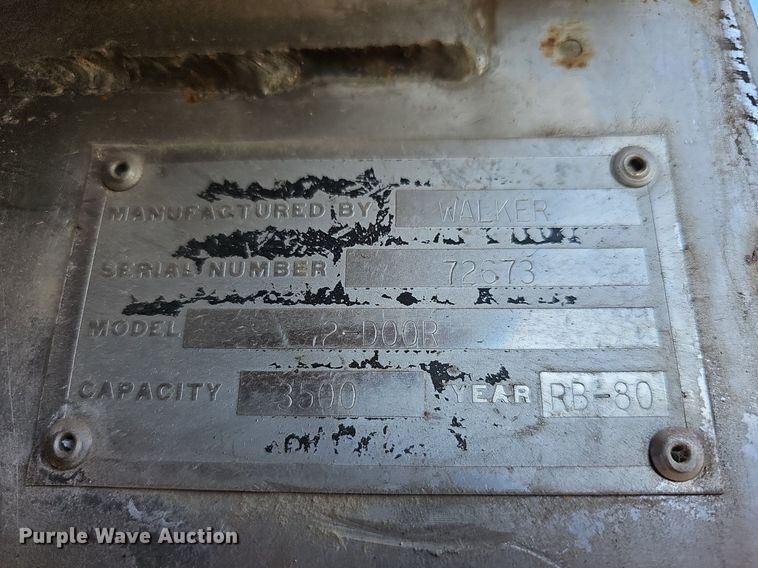 MANUFACTURED BY WALKER
SERIAL NUMBER 72673
MODEL 2-DOOR
CAPACITY 3500 YEAR RB-80
Purple Wave Auction